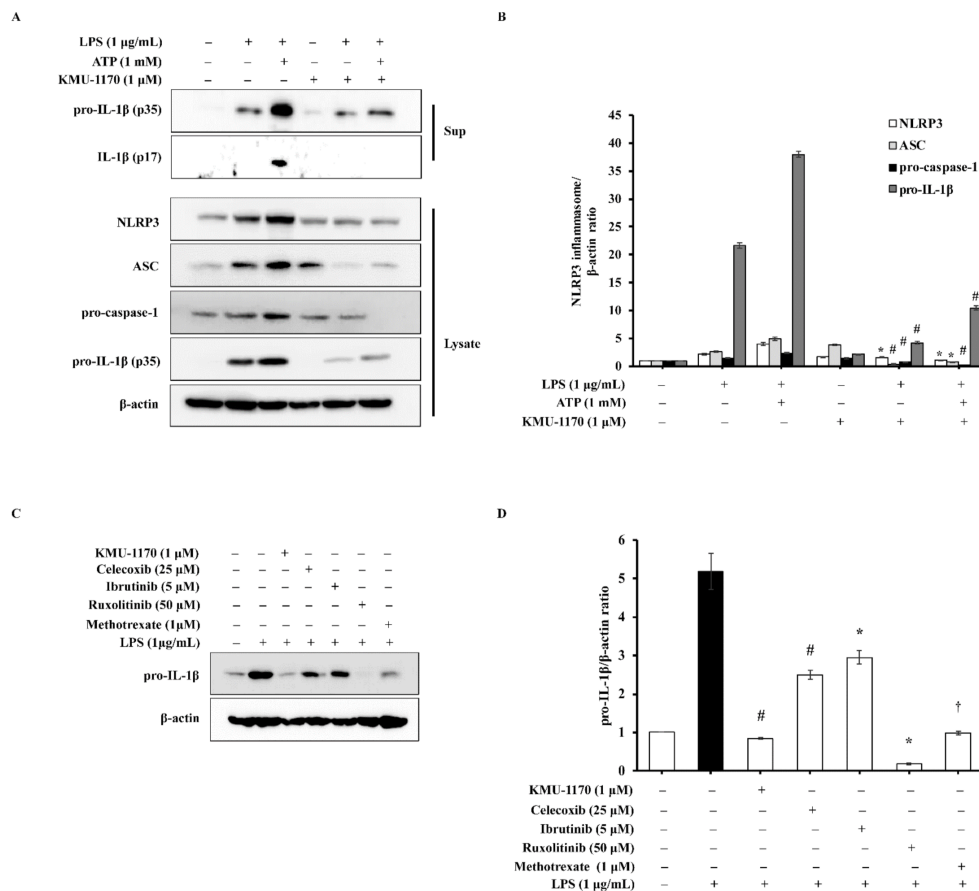 A
LPS (1 μg/mL) – + + – + +
ATP (1 mM) – – + – – +
KMU-1170 (1 μM) – – – + + +
pro-IL-1β (p35)
IL-1β (p17)
Sup
NLRP3
ASC
pro-caspase-1
pro-IL-1β (p35)
β-actin
Lysate
B
NLRP3 inflammasome/
β-actin ratio
45
40
35
30
25
20
15
10
5
0
NLRP3
ASC
pro-caspase-1
pro-IL-1β
* # # #
* * # #
LPS (1 μg/mL) – + + – + +
ATP (1 mM) – – + – – +
KMU-1170 (1 μM) – – – + + +
C
KMU-1170 (1 μM) – – + – – – –
Celecoxib (25 μM) – – – + – – –
Ibrutinib (5 μM) – – – – + – –
Ruxolitinib (50 μM) – – – – – + –
Methotrexate (1μM) – – – – – – +
LPS (1μg/mL) – + + + + + +
pro-IL-1β
β-actin
D
pro-IL-1β/β-actin ratio
6
5
4
3
2
1
0
# # * * †
KMU-1170 (1 μM) – – + – – – –
Celecoxib (25 μM) – – – + – – –
Ibrutinib (5 μM) – – – – + – –
Ruxolitinib (50 μM) – – – – – + –
Methotrexate (1 μM) – – – – – – +
LPS (1 μg/mL) – + + + + + +